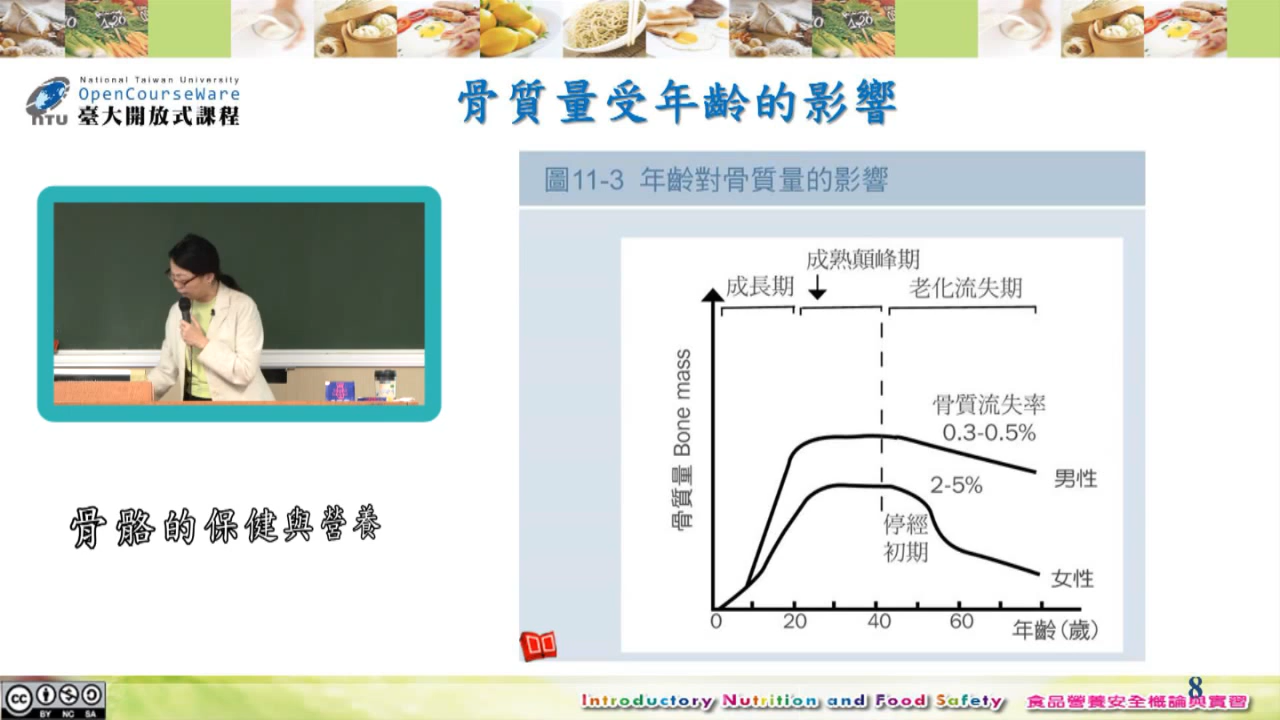 National Taiwan University
OpenCourseWare
NTU 臺大開放式課程
骨質量受年齡的影響
圖11-3 年齡對骨質量的影響
成熟顛峰期
成長期
老化流失期
骨質量 Bone mass
骨質流失率
0.3-0.5%
男性
2-5%
停經
初期
女性
0 20 40 60
年齡(歲)
骨骼的保健與營養
8
cc BY NC SA
Introductory Nutrition and Food Safety 食品營養安全概論與實習